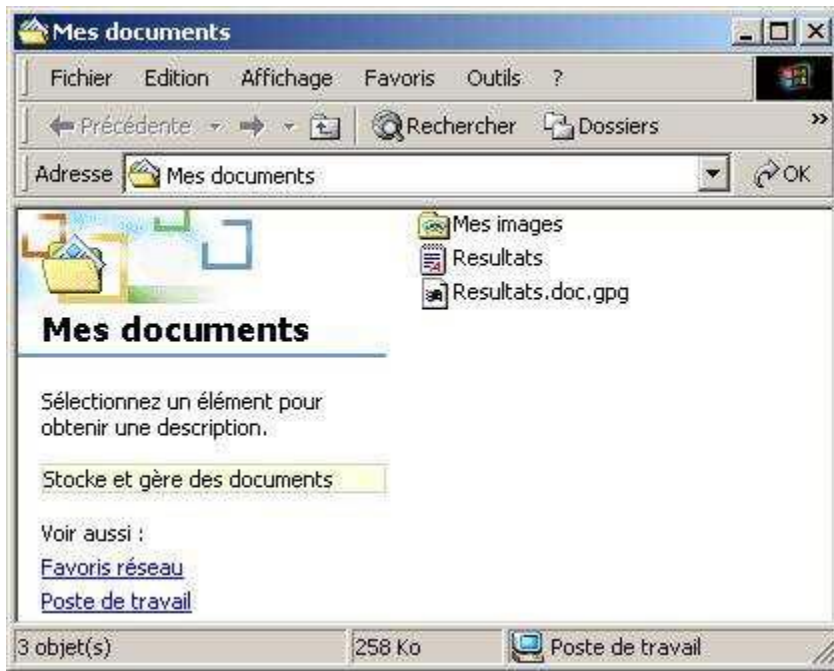 Mes documents
Fichier Edition Affichage Favoris Outils ?
Précédente Rechercher Dossiers »
Adresse Mes documents OK
Mes images
Resultats
Resultats.doc.gpg
Mes documents
Sélectionnez un élément pour
obtenir une description.
Stocke et gère des documents
Voir aussi :
Favoris réseau
Poste de travail
3 objet(s) 258 Ko Poste de travail